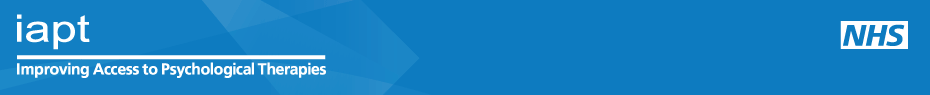 iapt
NHS
Improving Access to Psychological Therapies